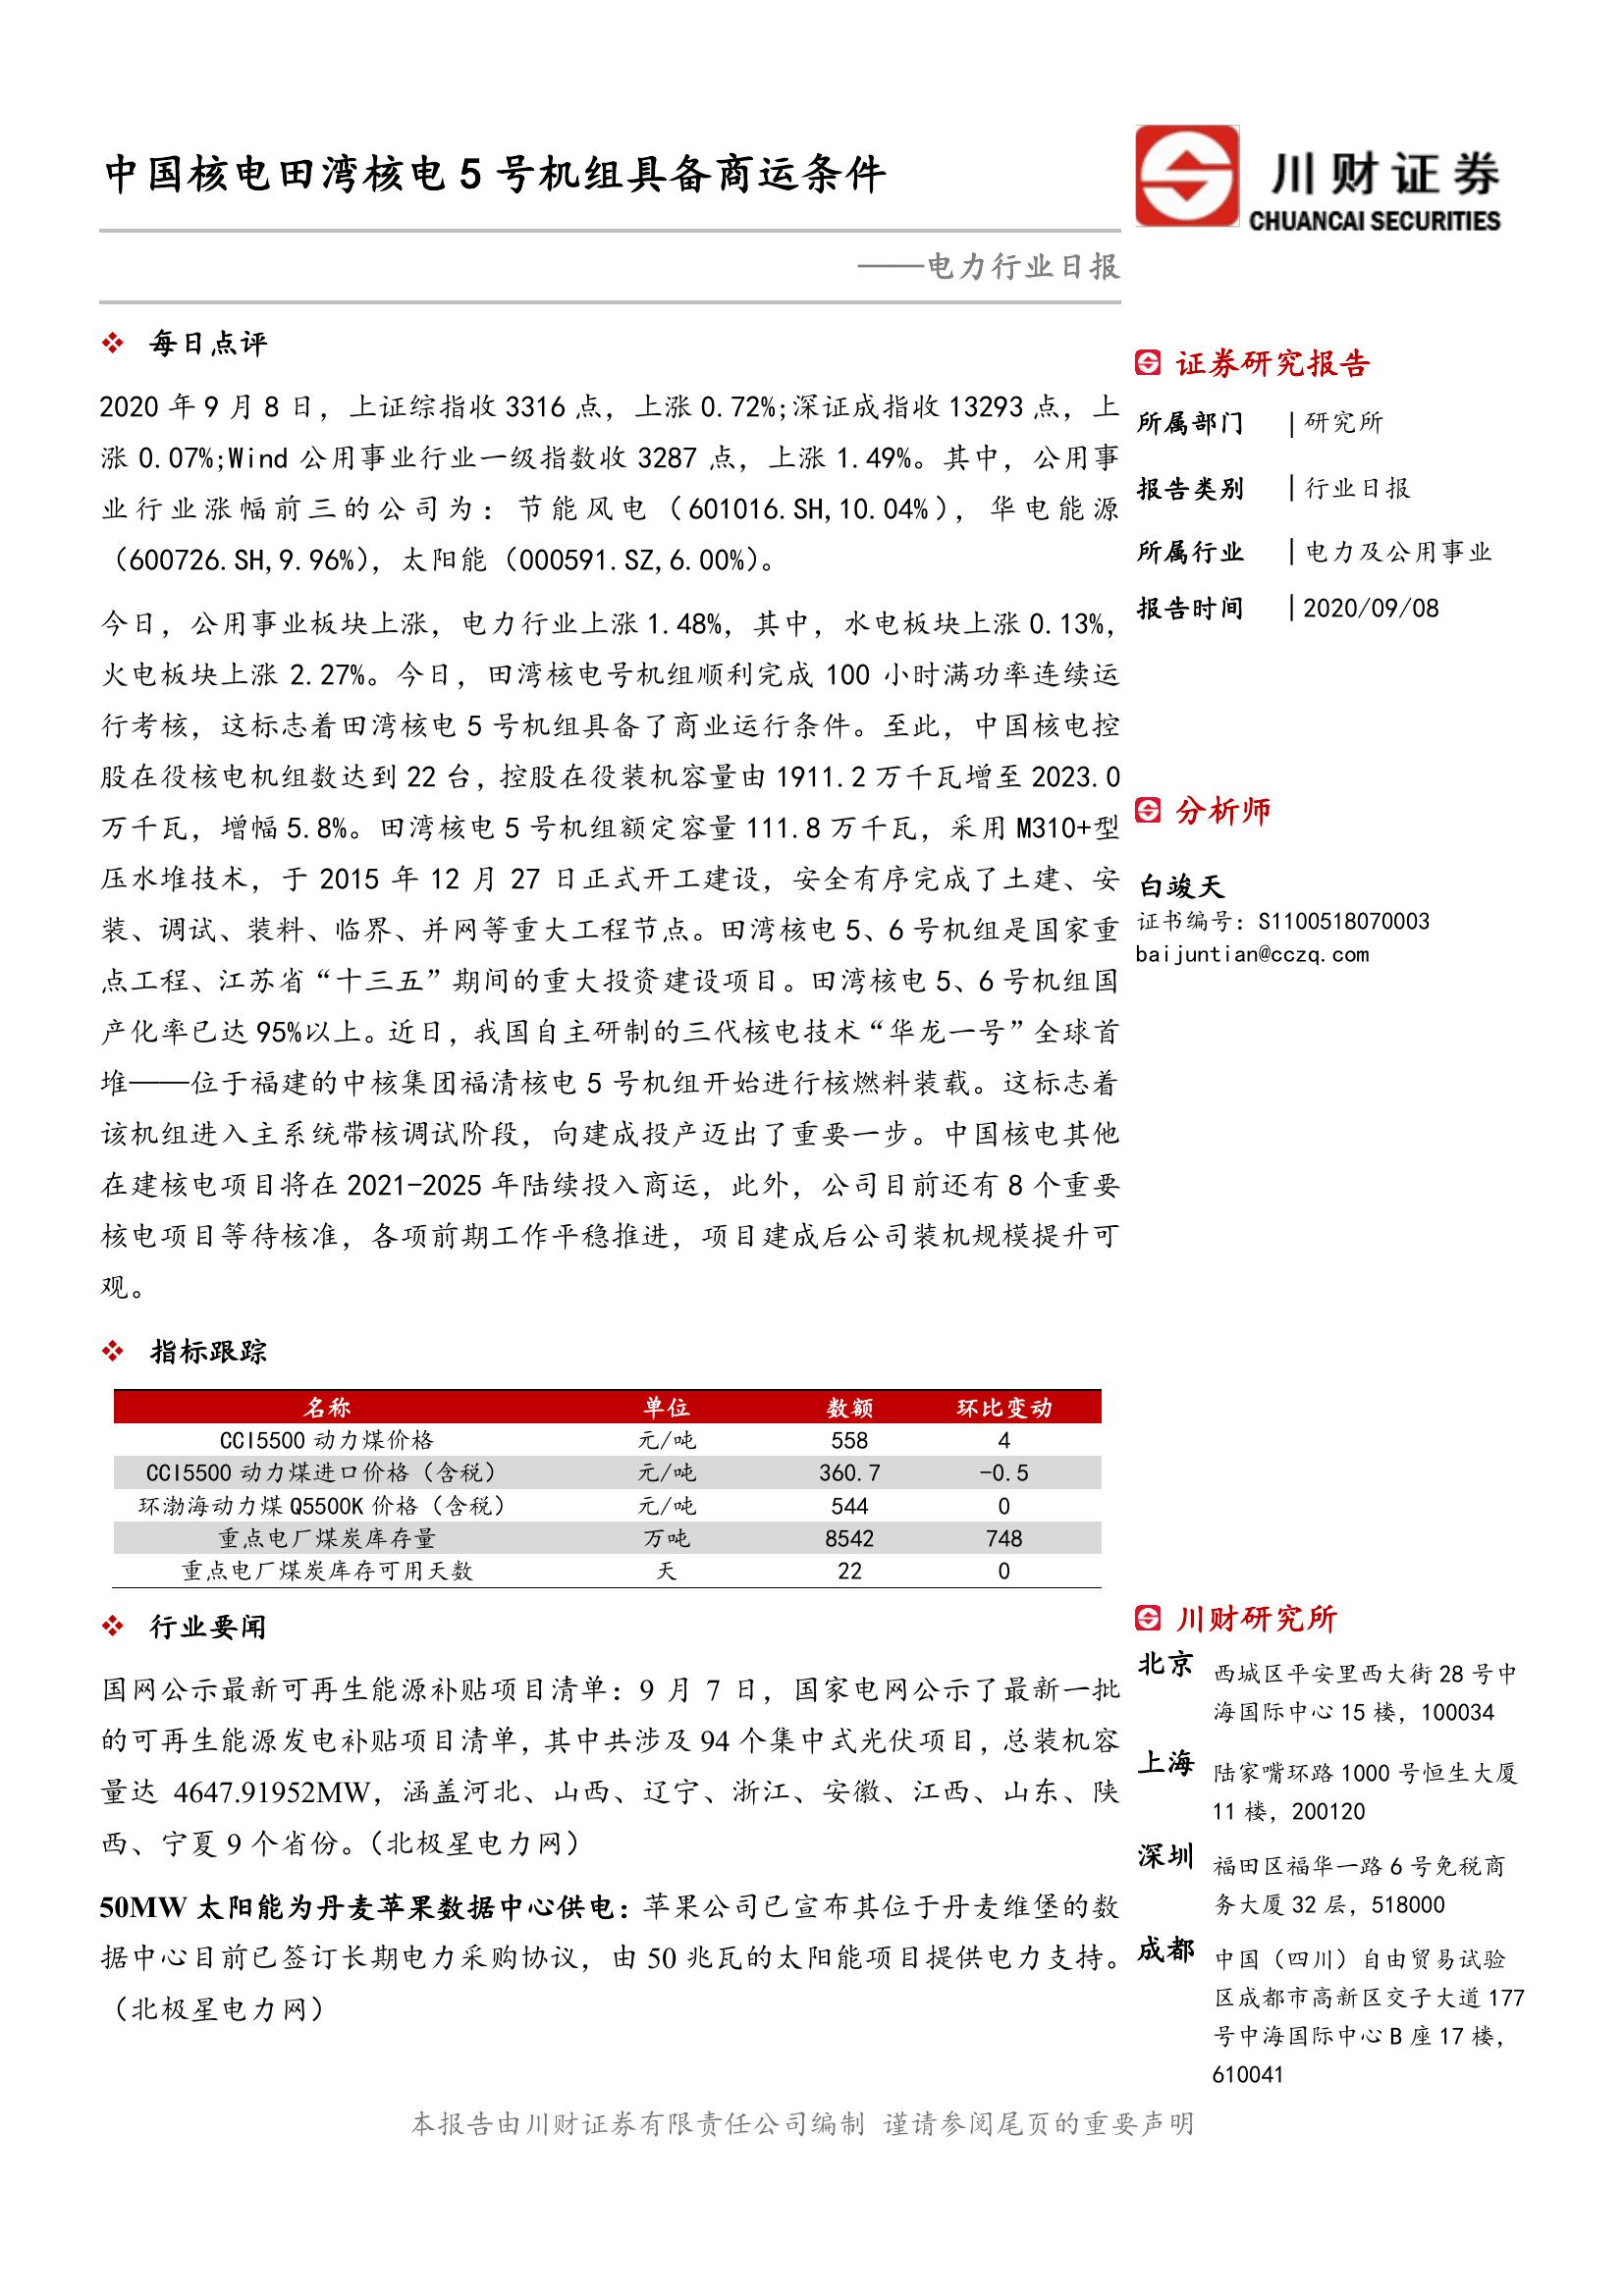 中国核电田湾核电 5 号机组具备商运条件
——电力行业日报
川财证券
CHUANCAI SECURITIES
❖ 每日点评
2020 年 9 月 8 日，上证综指收 3316 点，上涨 0.72%;深证成指收 13293 点，上
涨 0.07%;Wind 公用事业行业一级指数收 3287 点，上涨 1.49%。其中，公用事
业行业涨幅前三的公司为：节能风电（601016.SH,10.04%），华电能源
（600726.SH,9.96%），太阳能（000591.SZ,6.00%）。
今日，公用事业板块上涨，电力行业上涨 1.48%，其中，水电板块上涨 0.13%，
火电板块上涨 2.27%。今日，田湾核电号机组顺利完成 100 小时满功率连续运
行考核，这标志着田湾核电 5 号机组具备了商业运行条件。至此，中国核电控
股在役核电机组数达到 22 台，控股在役装机容量由 1911.2 万千瓦增至 2023.0
万千瓦，增幅 5.8%。田湾核电 5 号机组额定容量 111.8 万千瓦，采用 M310+型
压水堆技术，于 2015 年 12 月 27 日正式开工建设，安全有序完成了土建、安
装、调试、装料、临界、并网等重大工程节点。田湾核电 5、6 号机组是国家重
点工程、江苏省“十三五”期间的重大投资建设项目。田湾核电 5、6 号机组国
产化率已达 95%以上。近日，我国自主研制的三代核电技术“华龙一号”全球首
堆——位于福建的中核集团福清核电 5 号机组开始进行核燃料装载。这标志着
该机组进入主系统带核调试阶段，向建成投产迈出了重要一步。中国核电其他
在建核电项目将在 2021-2025 年陆续投入商运，此外，公司目前还有 8 个重要
核电项目等待核准，各项前期工作平稳推进，项目建成后公司装机规模提升可
观。
❖ 指标跟踪
名称 单位 数额 环比变动
CCI5500 动力煤价格 元/吨 558 4
CCI5500 动力煤进口价格（含税） 元/吨 360.7 -0.5
环渤海动力煤 Q5500K 价格（含税） 元/吨 544 0
重点电厂煤炭库存量 万吨 8542 748
重点电厂煤炭库存可用天数 天 22 0
❖ 行业要闻
国网公示最新可再生能源补贴项目清单：9 月 7 日，国家电网公示了最新一批
的可再生能源发电补贴项目清单，其中共涉及 94 个集中式光伏项目，总装机容
量达 4647.91952MW，涵盖河北、山西、辽宁、浙江、安徽、江西、山东、陕
西、宁夏 9 个省份。（北极星电力网）
50MW 太阳能为丹麦苹果数据中心供电：苹果公司已宣布其位于丹麦维堡的数
据中心目前已签订长期电力采购协议，由 50 兆瓦的太阳能项目提供电力支持。
（北极星电力网）
证券研究报告
所属部门 | 研究所
报告类别 | 行业日报
所属行业 | 电力及公用事业
报告时间 | 2020/09/08
分析师
白竣天
证书编号：S1100518070003
baijuntian@cczq.com
川财研究所
北京 西城区平安里西大街 28 号中
海国际中心 15 楼，100034
上海 陆家嘴环路 1000 号恒生大厦
11 楼，200120
深圳 福田区福华一路 6 号免税商
务大厦 32 层，518000
成都 中国（四川）自由贸易试验
区成都市高新区交子大道 177
号中海国际中心 B 座 17 楼，
610041
本报告由川财证券有限责任公司编制 谨请参阅尾页的重要声明